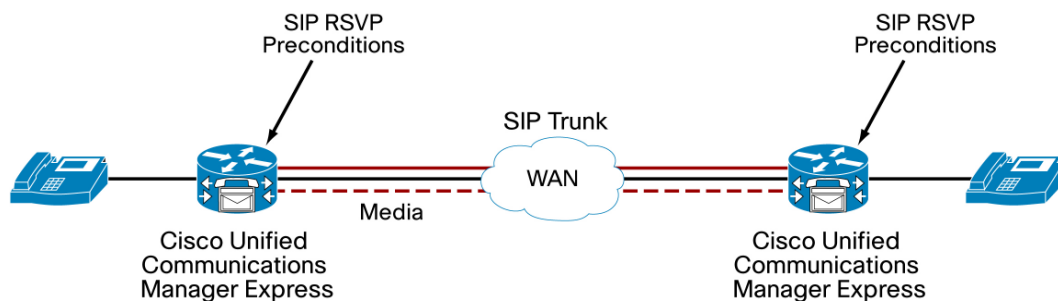 SIP RSVP
Preconditions
SIP RSVP
Preconditions
SIP Trunk
WAN
Media
Cisco Unified
Communications
Manager Express
Cisco Unified
Communications
Manager Express